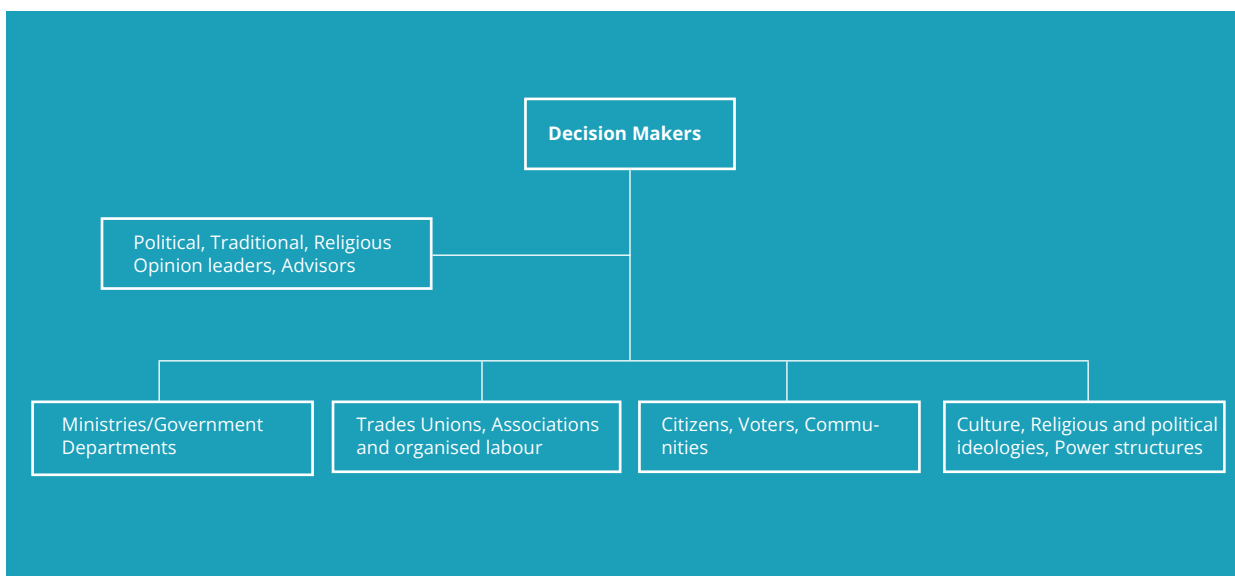 Decision Makers
Political, Traditional, Religious
Opinion leaders, Advisors
Ministries/Government
Departments
Trades Unions, Associations
and organised labour
Citizens, Voters, Commu-
nities
Culture, Religious and political
ideologies, Power structures